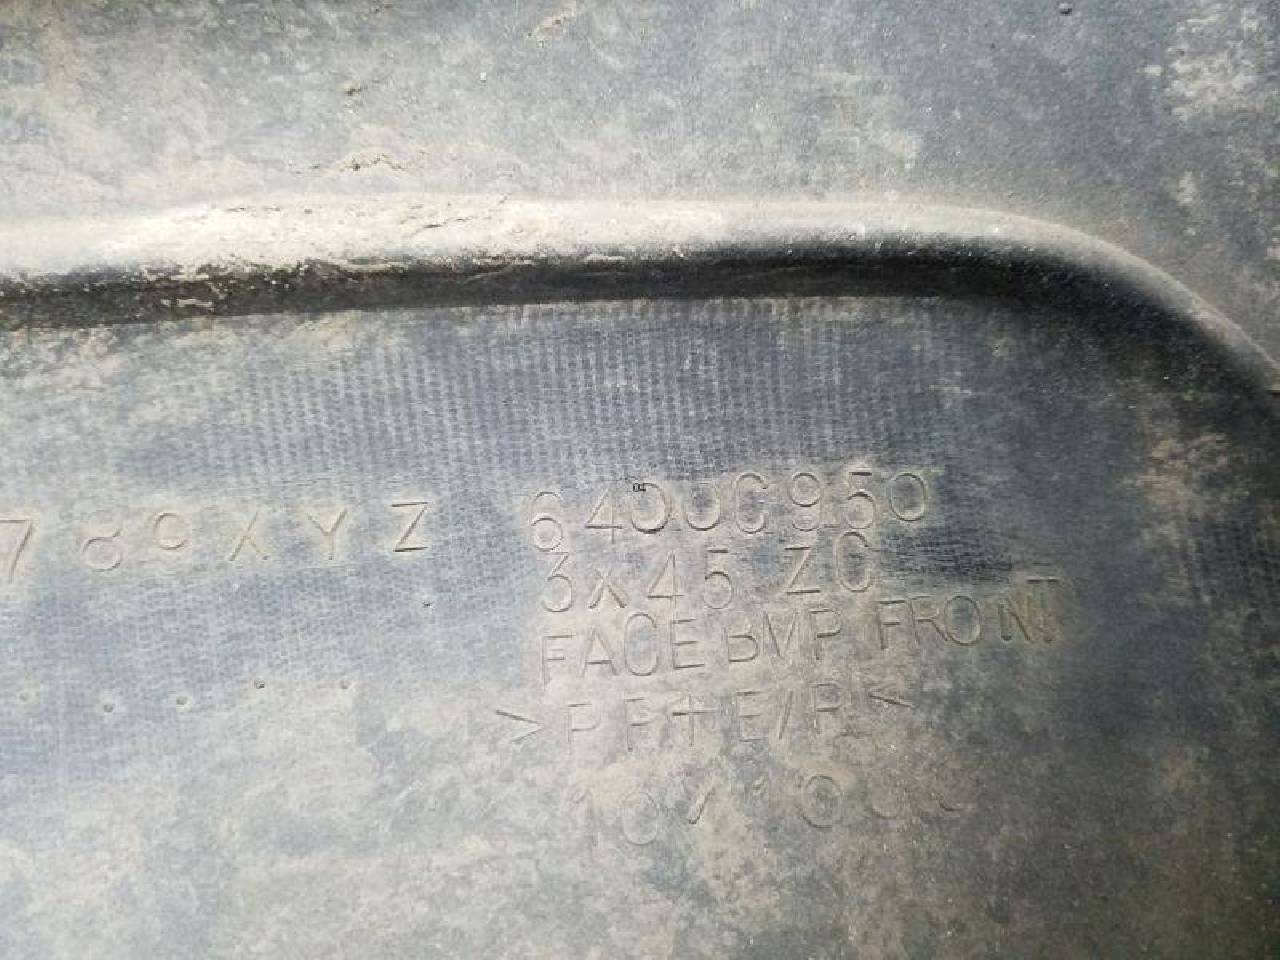 789XYZ 6400C950
3x45 ZC
FACE BMP FRONT
>PP+E/P<